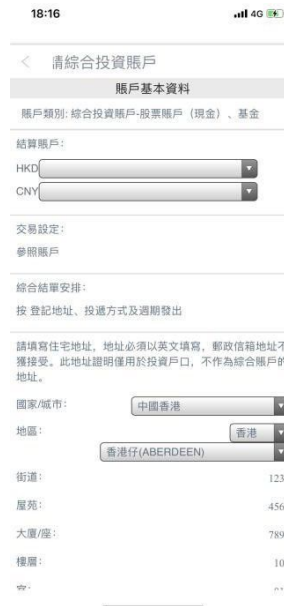 18:16
4G
請綜合投資賬戶
賬戶基本資料
賬戶類別: 綜合投資賬戶-股票賬戶（現金）、基金
結算賬戶:
HKD
CNY
交易設定:
參照賬戶
綜合結單安排:
按 登記地址、投遞方式及週期發出
請填寫住宅地址，地址必須以英文填寫，郵政信箱地址不
獲接受。此地址證明僅用於投資戶口，不作為綜合賬戶的
地址。
國家/城市: 中國香港
地區: 香港
香港仔(ABERDEEN)
街道: 123
屋苑: 456
大廈/座: 789
樓層: 10